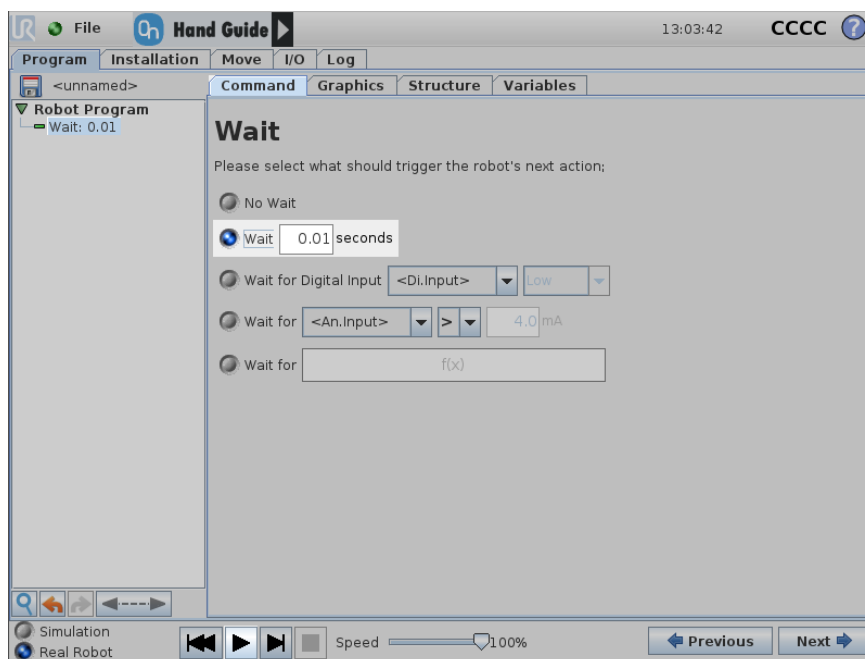 UR File On Hand Guide 13:03:42 CCCC ?
Program Installation Move I/O Log
<unnamed> Command Graphics Structure Variables
Robot Program
Wait: 0.01
Wait
Please select what should trigger the robot's next action;
No Wait
Wait 0.01 seconds
Wait for Digital Input <Di.Input> Low
Wait for <An.Input> > 4.0 mA
Wait for f(x)
Simulation
Real Robot
Speed 100% Previous Next